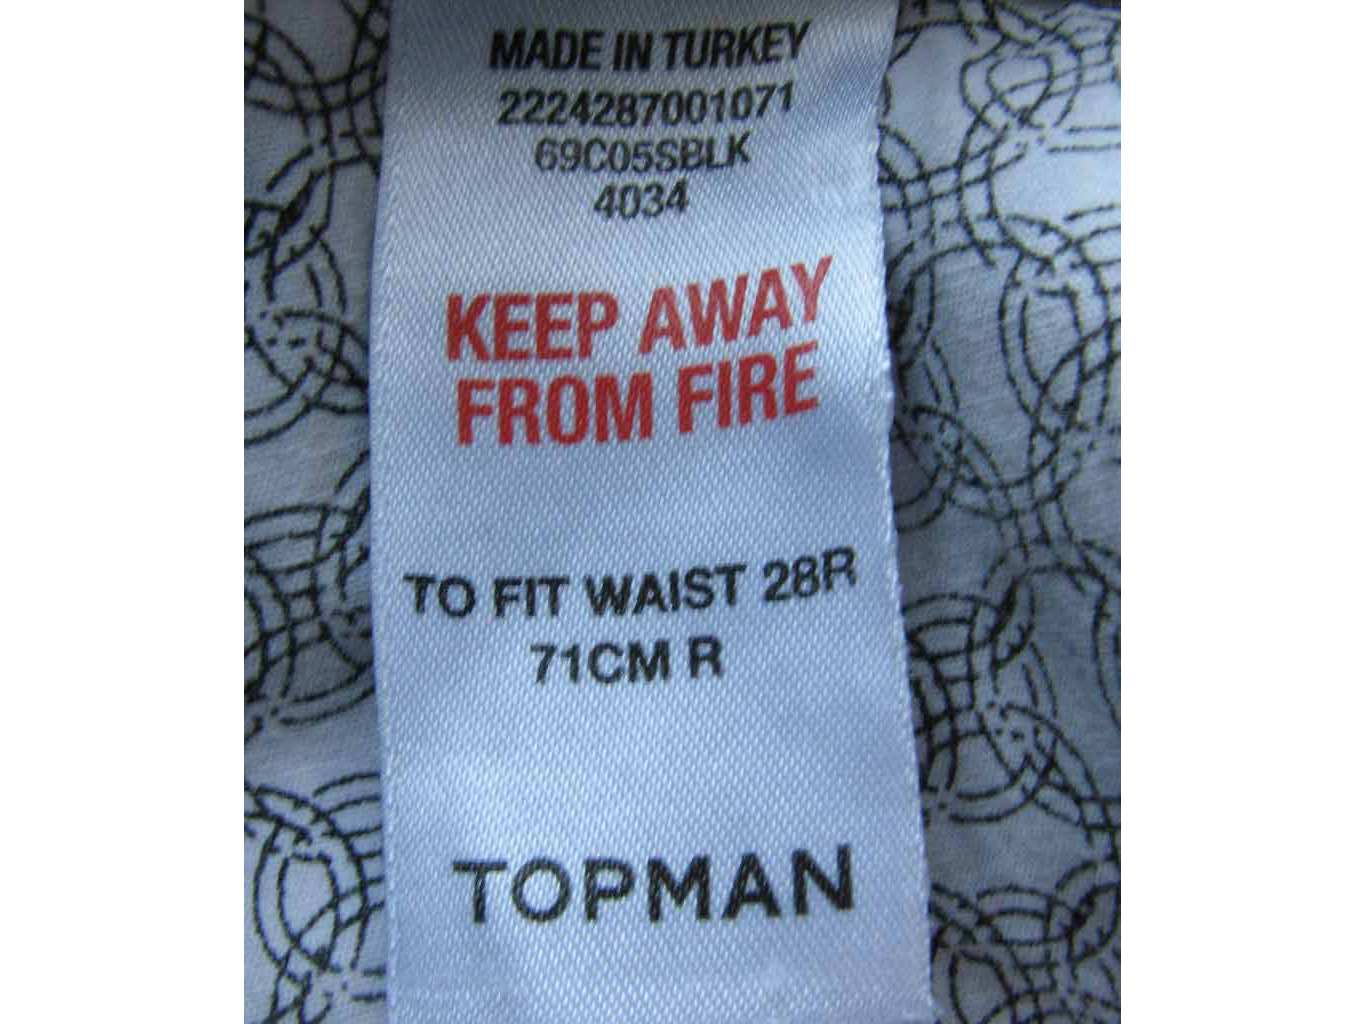 MADE IN TURKEY
2224287001071
69C05SBLK
4034
KEEP AWAY
FROM FIRE
TO FIT WAIST 28R
71CM R
TOPMAN